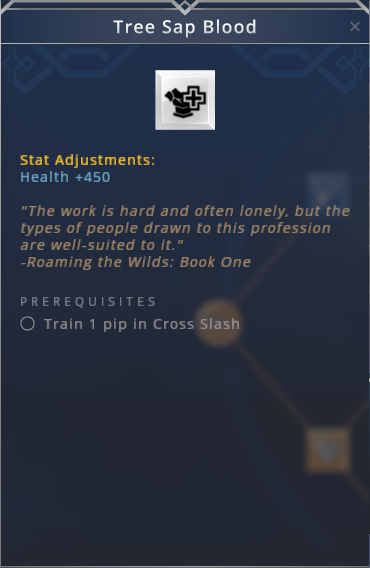 Tree Sap Blood
Stat Adjustments:
Health +450
"The work is hard and often lonely, but the
types of people drawn to this profession
are well-suited to it."
-Roaming the Wilds: Book One
PREREQUISITES
Train 1 pip in Cross Slash